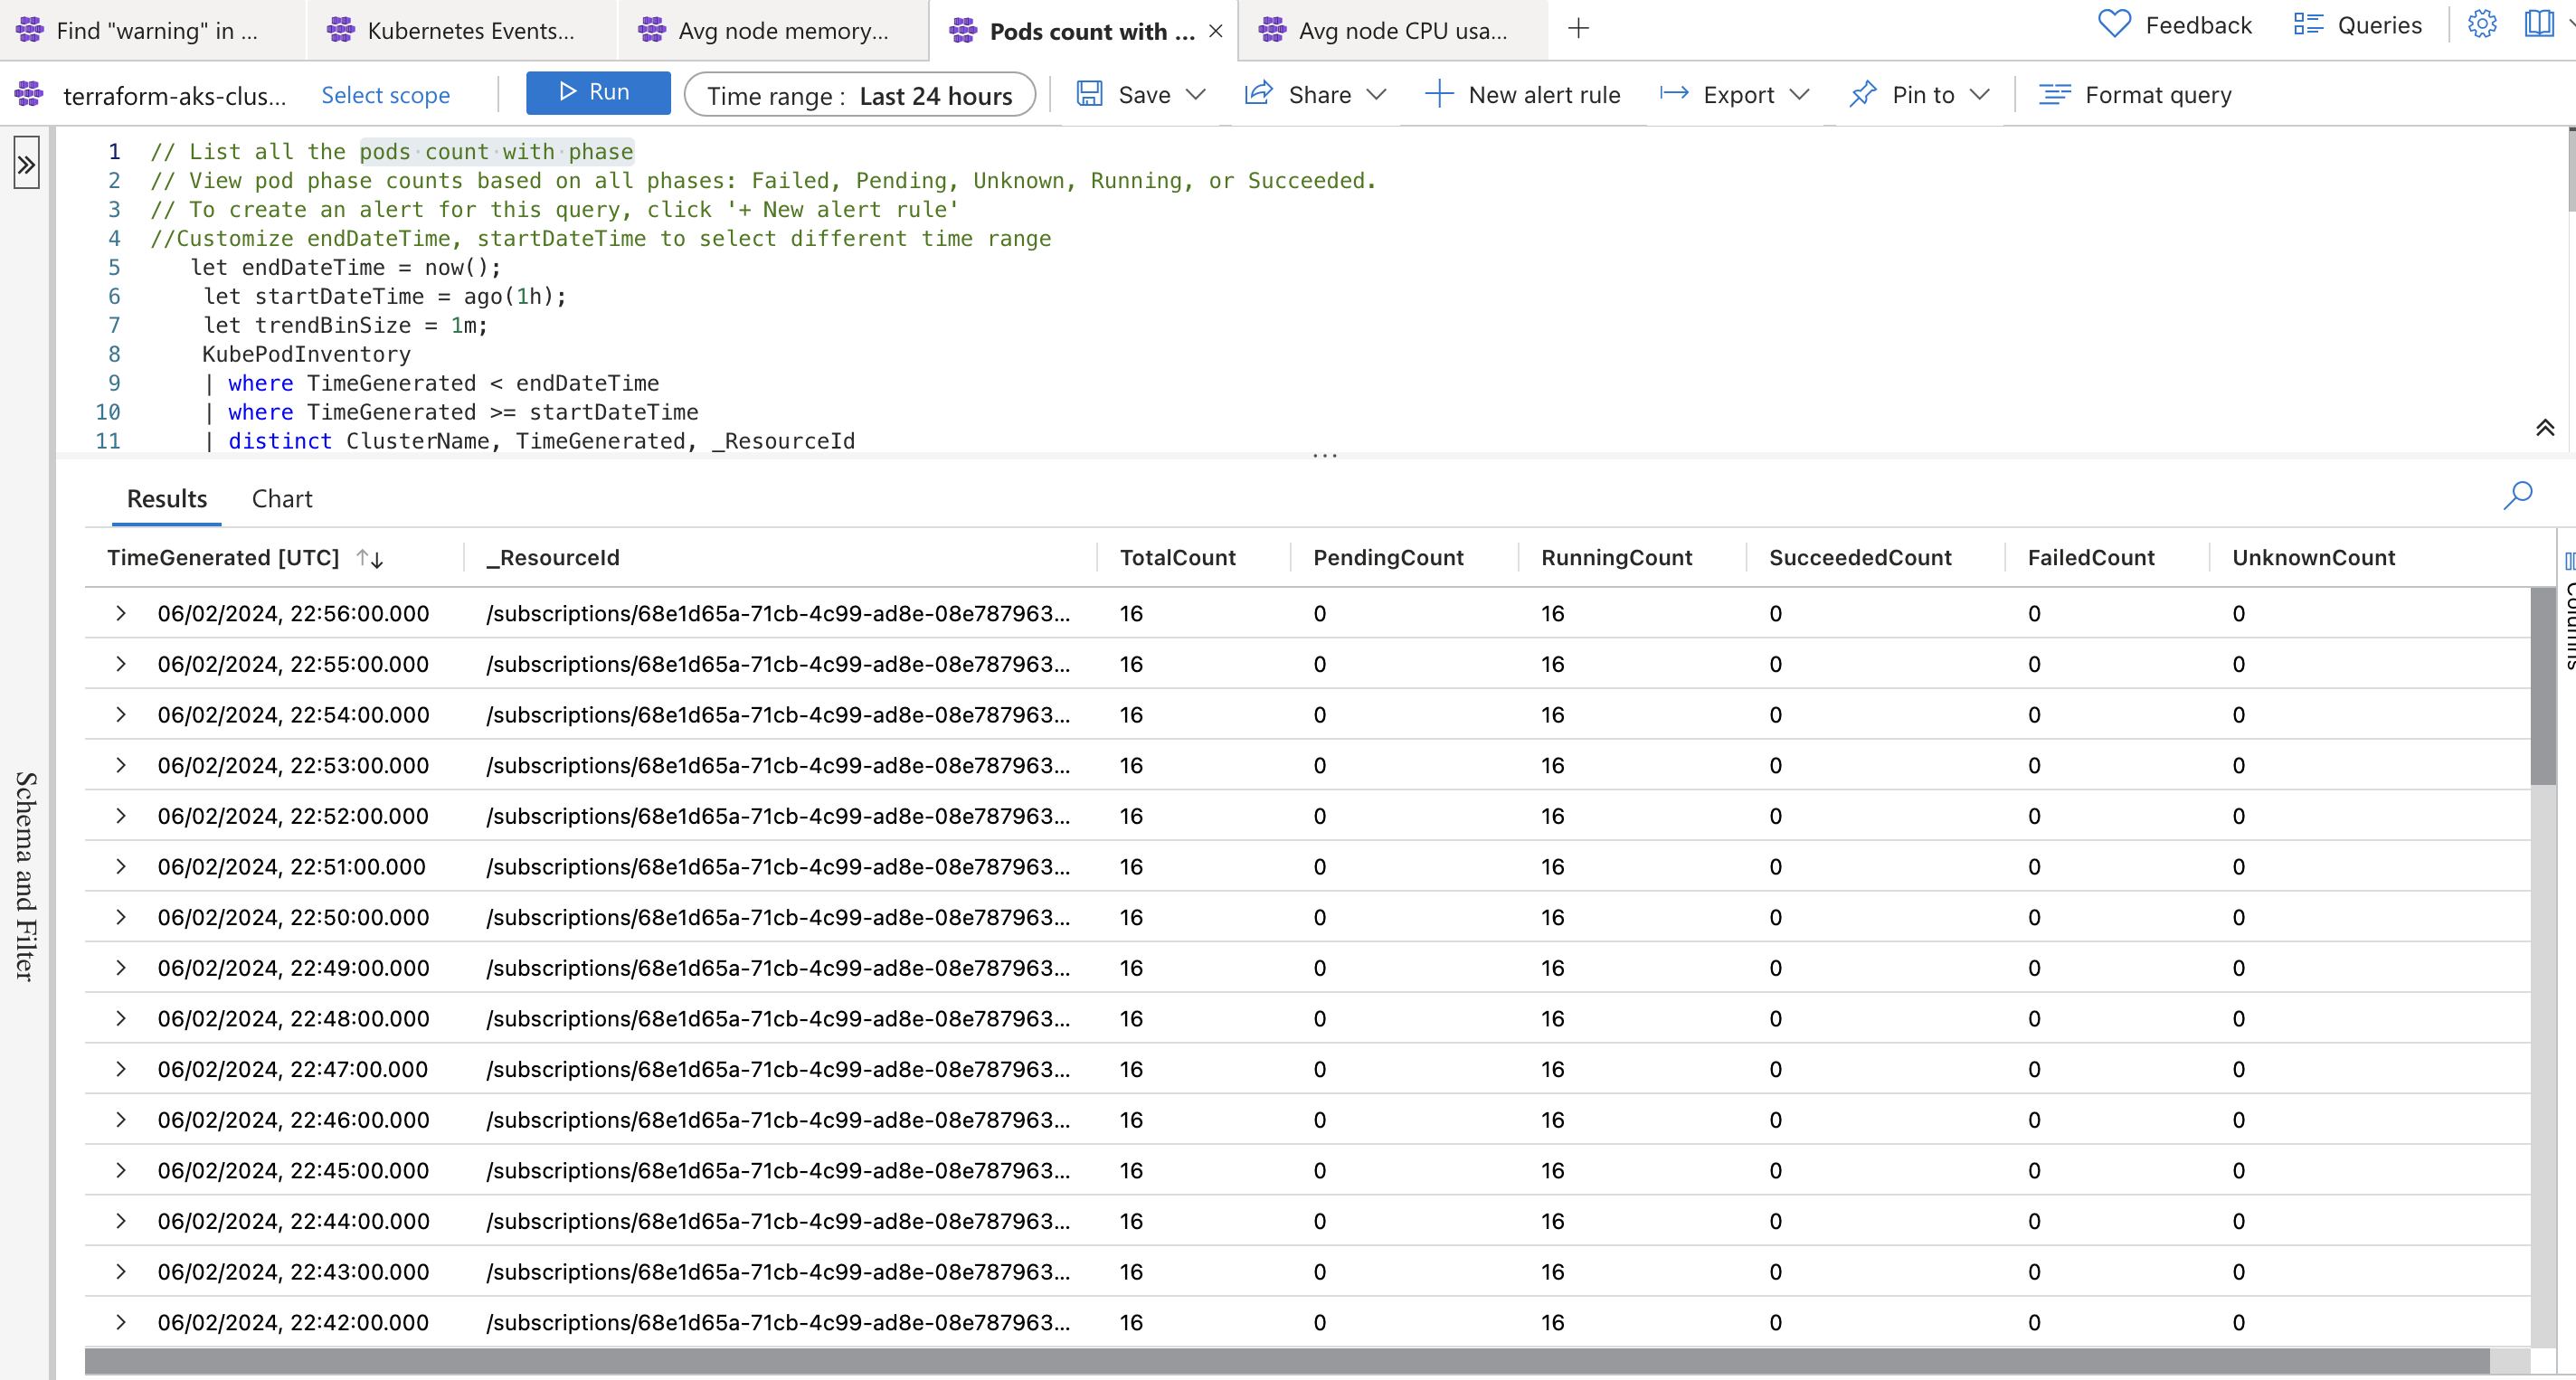 Find "warning" in ...
Kubernetes Events...
Avg node memory...
Pods count with ...
Avg node CPU usa...
Feedback
Queries
terraform-aks-clus...
Select scope
Run
Time range : Last 24 hours
Save
Share
New alert rule
Export
Pin to
Format query
1 // List all the pods count with phase
2 // View pod phase counts based on all phases: Failed, Pending, Unknown, Running, or Succeeded.
3 // To create an alert for this query, click '+ New alert rule'
4 //Customize endDateTime, startDateTime to select different time range
5 let endDateTime = now();
6 let startDateTime = ago(1h);
7 let trendBinSize = 1m;
8 KubePodInventory
9 | where TimeGenerated < endDateTime
10 | where TimeGenerated >= startDateTime
11 | distinct ClusterName, TimeGenerated, _ResourceId
...
Results Chart
TimeGenerated [UTC] _ResourceId TotalCount PendingCount RunningCount SucceededCount FailedCount UnknownCount
06/02/2024, 22:56:00.000 /subscriptions/68e1d65a-71cb-4c99-ad8e-08e787963... 16 0 16 0 0 0
06/02/2024, 22:55:00.000 /subscriptions/68e1d65a-71cb-4c99-ad8e-08e787963... 16 0 16 0 0 0
06/02/2024, 22:54:00.000 /subscriptions/68e1d65a-71cb-4c99-ad8e-08e787963... 16 0 16 0 0 0
06/02/2024, 22:53:00.000 /subscriptions/68e1d65a-71cb-4c99-ad8e-08e787963... 16 0 16 0 0 0
06/02/2024, 22:52:00.000 /subscriptions/68e1d65a-71cb-4c99-ad8e-08e787963... 16 0 16 0 0 0
06/02/2024, 22:51:00.000 /subscriptions/68e1d65a-71cb-4c99-ad8e-08e787963... 16 0 16 0 0 0
06/02/2024, 22:50:00.000 /subscriptions/68e1d65a-71cb-4c99-ad8e-08e787963... 16 0 16 0 0 0
06/02/2024, 22:49:00.000 /subscriptions/68e1d65a-71cb-4c99-ad8e-08e787963... 16 0 16 0 0 0
06/02/2024, 22:48:00.000 /subscriptions/68e1d65a-71cb-4c99-ad8e-08e787963... 16 0 16 0 0 0
06/02/2024, 22:47:00.000 /subscriptions/68e1d65a-71cb-4c99-ad8e-08e787963... 16 0 16 0 0 0
06/02/2024, 22:46:00.000 /subscriptions/68e1d65a-71cb-4c99-ad8e-08e787963... 16 0 16 0 0 0
06/02/2024, 22:45:00.000 /subscriptions/68e1d65a-71cb-4c99-ad8e-08e787963... 16 0 16 0 0 0
06/02/2024, 22:44:00.000 /subscriptions/68e1d65a-71cb-4c99-ad8e-08e787963... 16 0 16 0 0 0
06/02/2024, 22:43:00.000 /subscriptions/68e1d65a-71cb-4c99-ad8e-08e787963... 16 0 16 0 0 0
06/02/2024, 22:42:00.000 /subscriptions/68e1d65a-71cb-4c99-ad8e-08e787963... 16 0 16 0 0 0
Schema and Filter
Columns